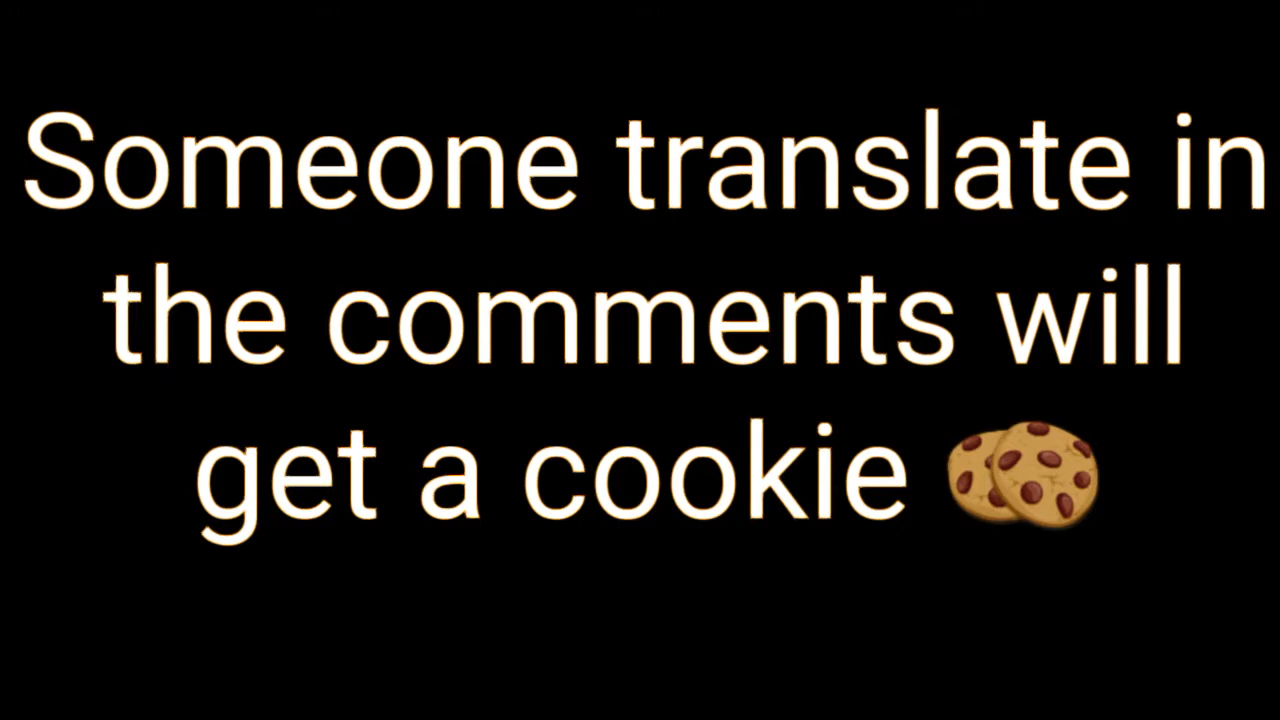 Someone translate in
the comments will
get a cookie 🍪